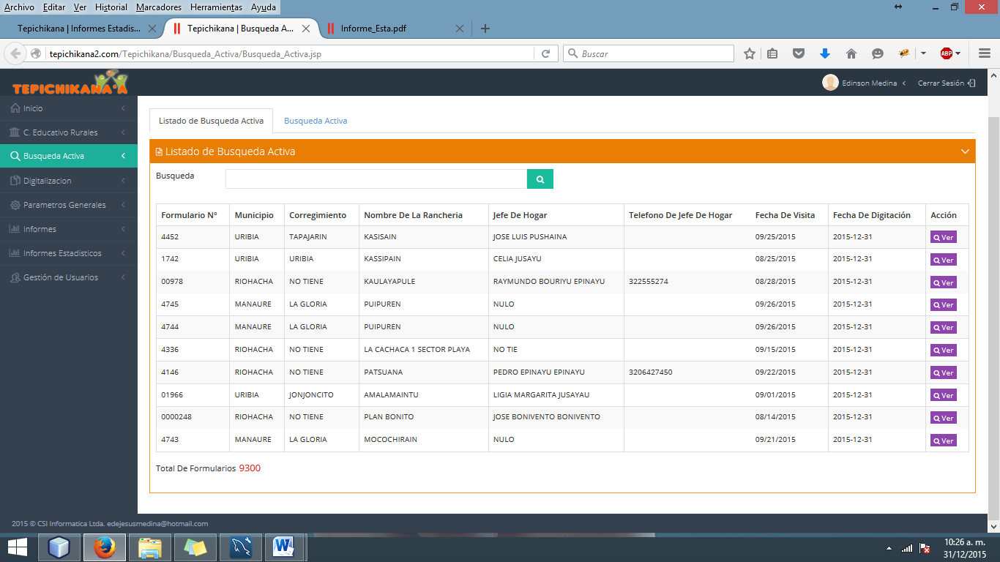 Archivo Editar Ver Historial Marcadores Herramientas Ayuda
Tepichikana | Informes Estadis... Tepichikana | Busqueda A... Informe_Esta.pdf
tepichikana2.com/Tepichikana/Busqueda_Activa/Busqueda_Activa.jsp Buscar ABP
TEPICHIKANA'A Edinson Medina Cerrar Sesión
Inicio
C. Educativo Rurales
Busqueda Activa
Digitalizacion
Parametros Generales
Informes
Informes Estadisticos
Gestión de Usuarios
Listado de Busqueda Activa Busqueda Activa
Listado de Busqueda Activa
Busqueda
Formulario N° Municipio Corregimiento Nombre De La Rancheria Jefe De Hogar Telefono De Jefe De Hogar Fecha De Visita Fecha De Digitación Acción
4452 URIBIA TAPAJARIN KASISAIN JOSE LUIS PUSHAINA 09/25/2015 2015-12-31 Ver
1742 URIBIA URIBIA KASSIPAIN CELIA JUSAYU 08/25/2015 2015-12-31 Ver
00978 RIOHACHA NO TIENE KAULAYAPULE RAYMUNDO BOURIYU EPINAYU 322555274 08/28/2015 2015-12-31 Ver
4745 MANAURE LA GLORIA PUIPUREN NULO 09/26/2015 2015-12-31 Ver
4744 MANAURE LA GLORIA PUIPUREN NULO 09/26/2015 2015-12-31 Ver
4336 RIOHACHA NO TIENE LA CACHACA 1 SECTOR PLAYA NO TIE 09/15/2015 2015-12-31 Ver
4146 RIOHACHA NO TIENE PATSUANA PEDRO EPINAYU EPINAYU 3206427450 09/22/2015 2015-12-31 Ver
01966 URIBIA JONJONCITO AMALAMAINTU LIGIA MARGARITA JUSAYAU 09/01/2015 2015-12-31 Ver
0000248 RIOHACHA NO TIENE PLAN BONITO JOSE BONIVENTO BONIVENTO 08/14/2015 2015-12-31 Ver
4743 MANAURE LA GLORIA MOCOCHIRAIN NULO 09/21/2015 2015-12-31 Ver
Total De Formularios 9300
2015 © CSI Informatica Ltda. edejesusmedina@hotmail.com
10:26 a. m.
31/12/2015